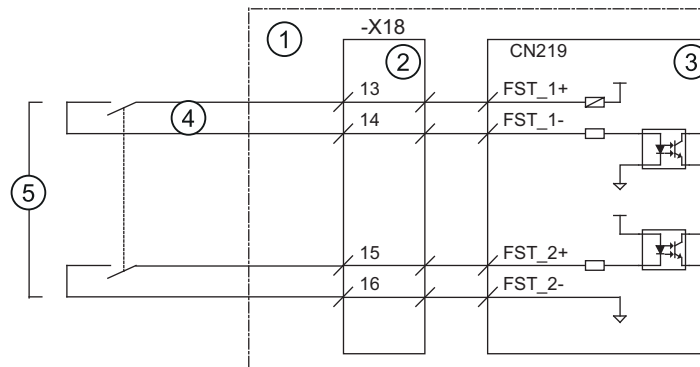 1
-X18
2
CN219
3
13
FST_1+
4
14
FST_1-
5
15
FST_2+
16
FST_2-